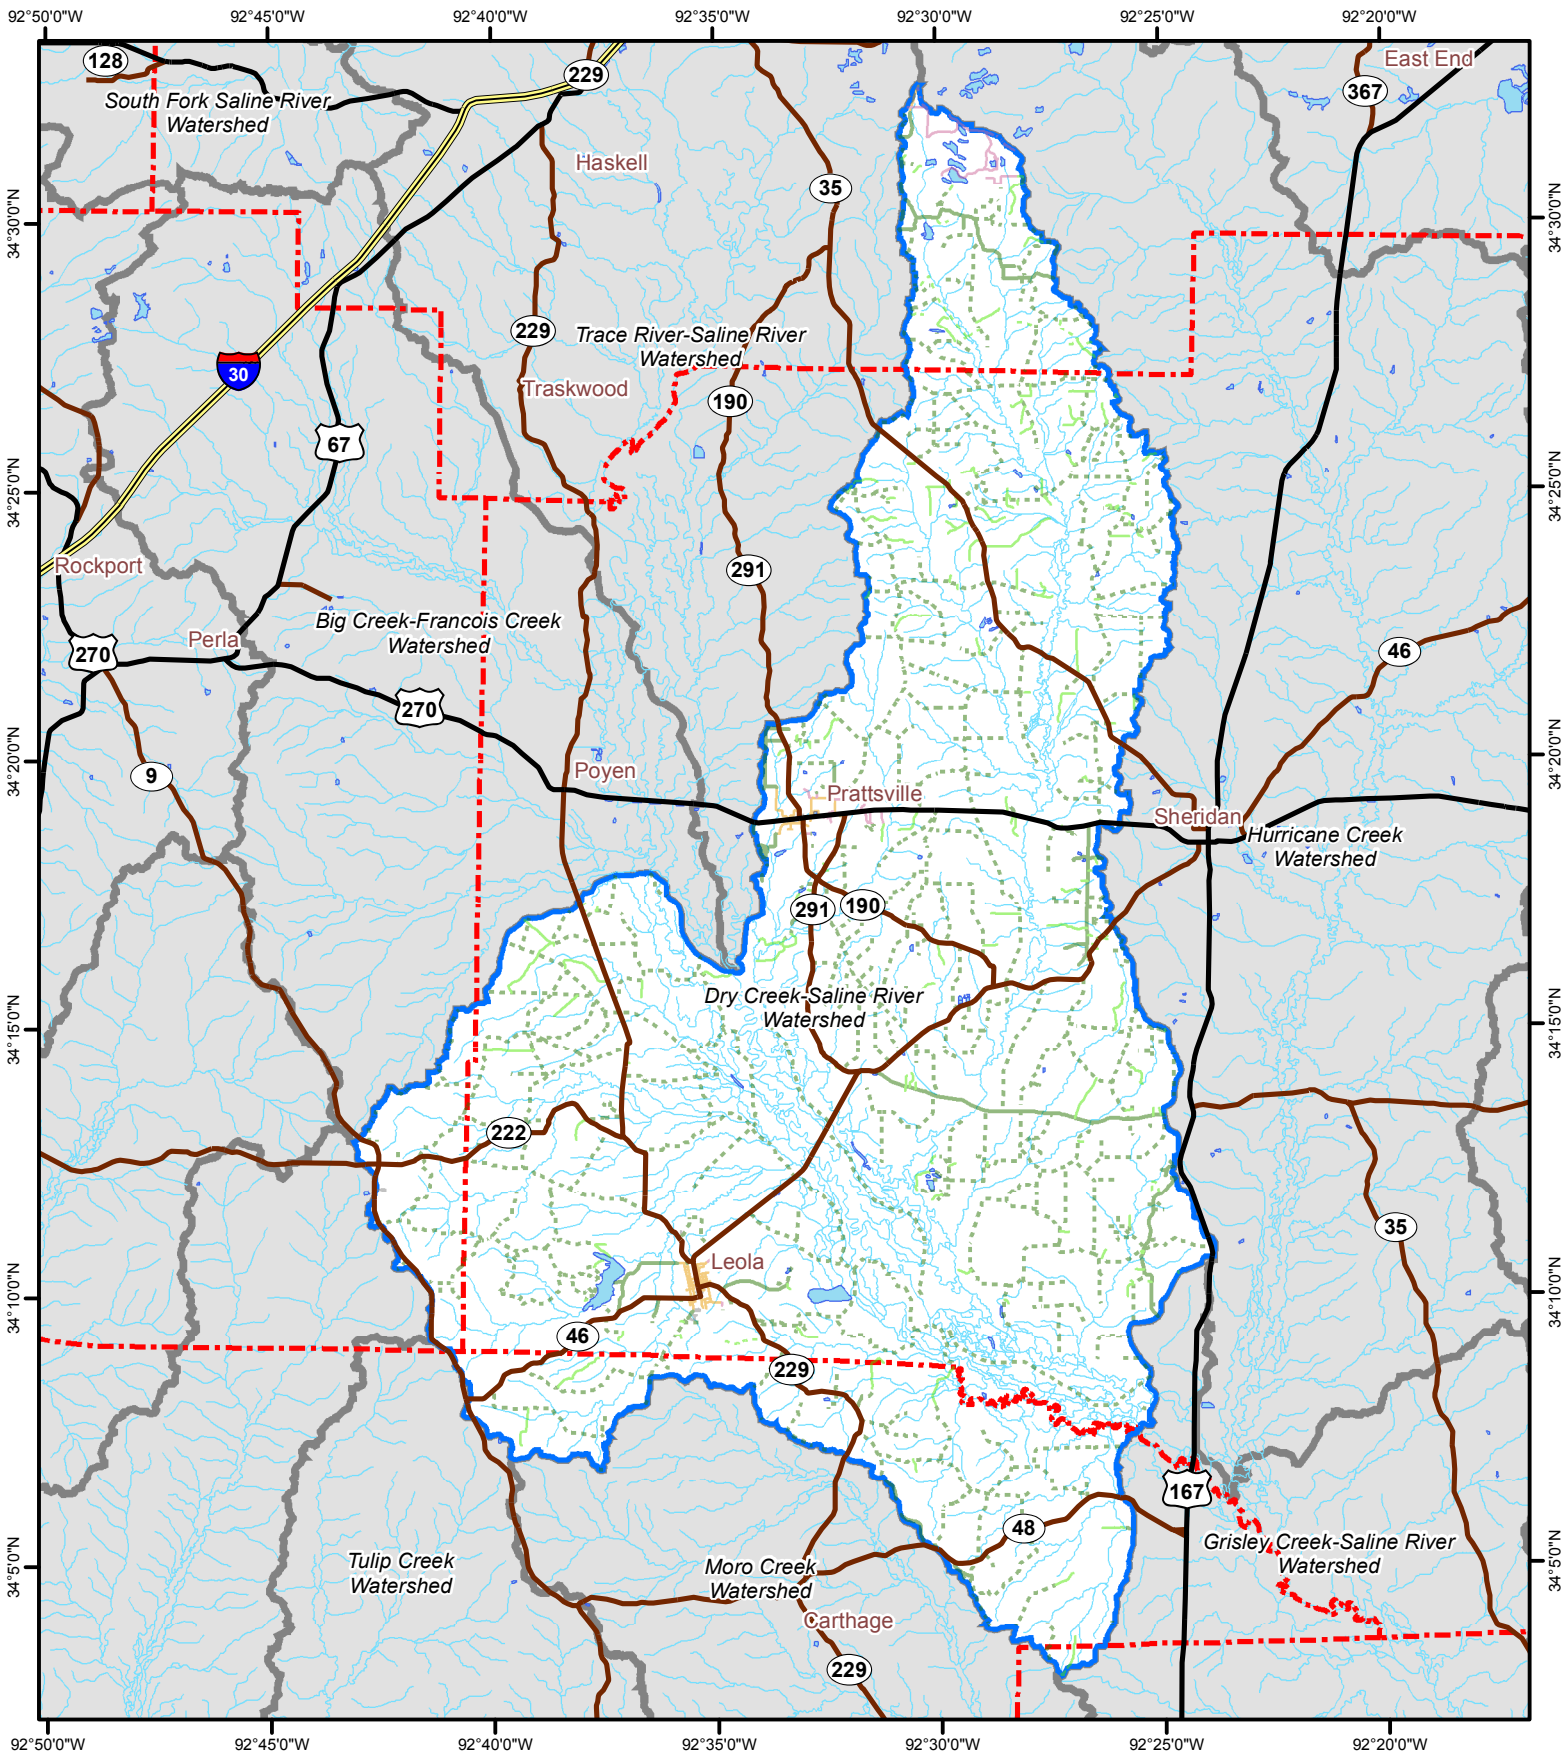 92°50'0"W
92°45'0"W
92°40'0"W
92°35'0"W
92°30'0"W
92°25'0"W
92°20'0"W
128
229
East End
367
South Fork Saline River
Watershed
Haskell
35
34°30'0"N
34°30'0"N
229
Trace River-Saline River
Watershed
30
Traskwood
190
67
34°25'0"N
34°25'0"N
Rockport
291
Big Creek-Francois Creek
Watershed
Perla
270
46
270
34°20'0"N
34°20'0"N
9
Poyen
Prattsville
Sheridan
Hurricane Creek
Watershed
291
190
Dry Creek-Saline River
Watershed
34°15'0"N
34°15'0"N
222
35
Leola
34°10'0"N
34°10'0"N
46
229
167
48
Grisley Creek-Saline River
Watershed
Tulip Creek
Watershed
Moro Creek
Watershed
34°5'0"N
34°5'0"N
Carthage
229
92°50'0"W
92°45'0"W
92°40'0"W
92°35'0"W
92°30'0"W
92°25'0"W
92°20'0"W